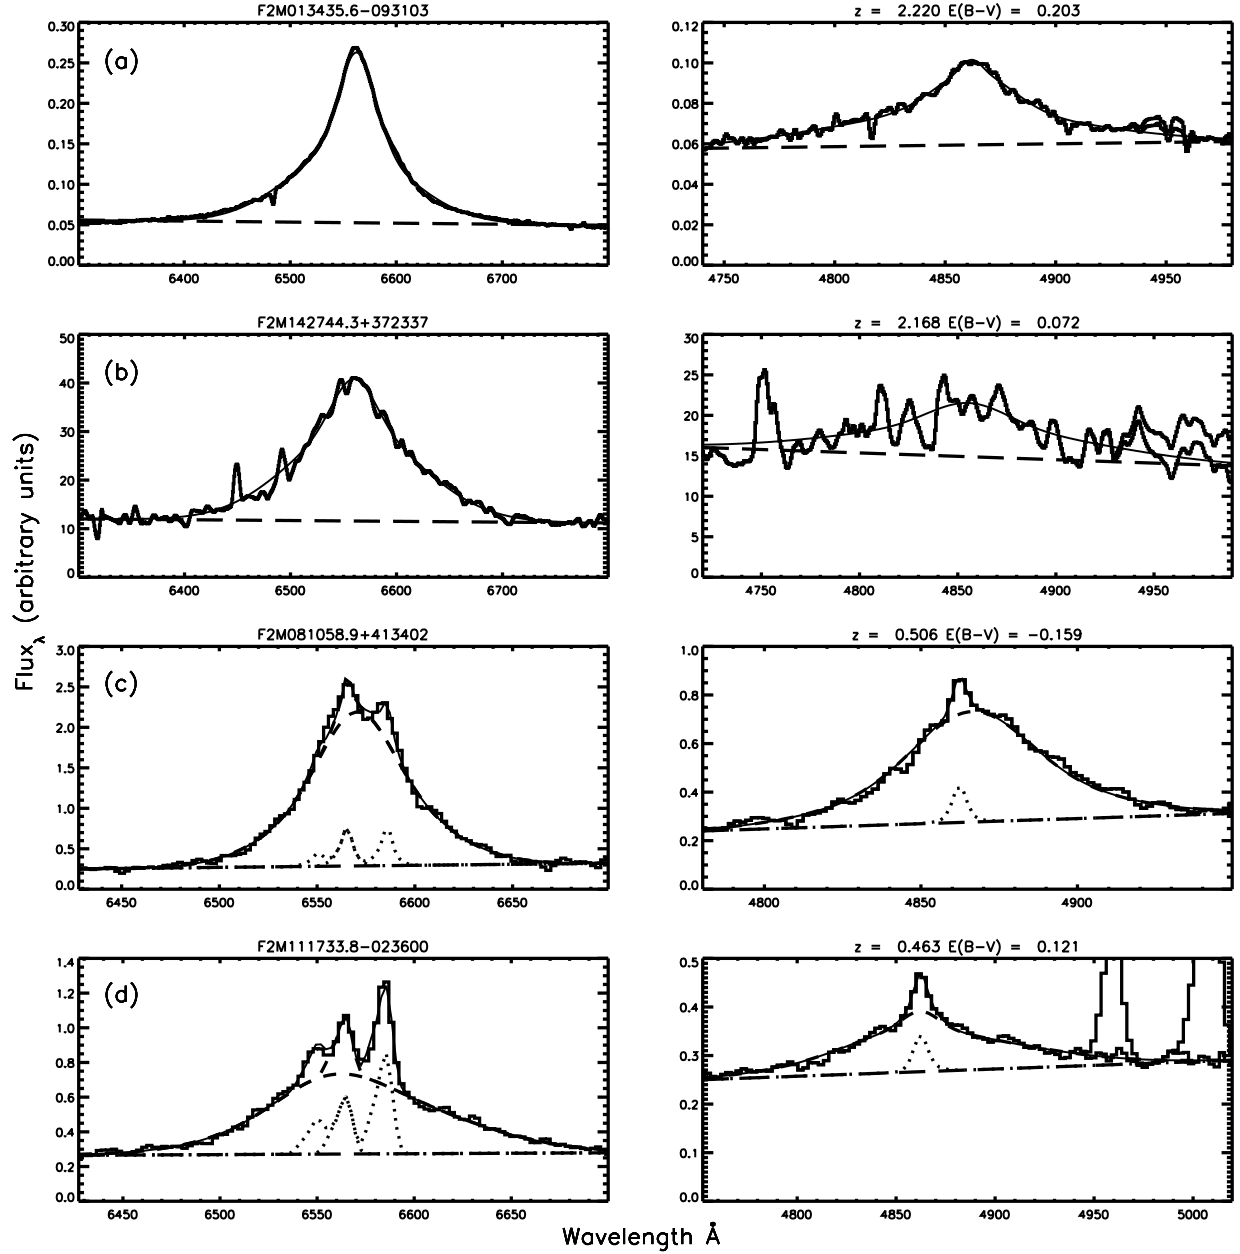 F2M013435.6-093103
z = 2.220 E(B-V) = 0.203
(a)
0.30
0.25
0.20
0.15
0.10
0.05
0.00
6400 6500 6600 6700
0.12
0.10
0.08
0.06
0.04
0.02
0.00
4750 4800 4850 4900 4950
F2M142744.3+372337
z = 2.168 E(B-V) = 0.072
(b)
50
40
30
20
10
0
6400 6500 6600 6700
30
25
20
15
10
5
0
4750 4800 4850 4900 4950
F2M081058.9+413402
z = 0.506 E(B-V) = -0.159
(c)
3.0
2.5
2.0
1.5
1.0
0.5
0.0
6450 6500 6550 6600 6650
1.0
0.8
0.6
0.4
0.2
0.0
4800 4850 4900
F2M111733.8-023600
z = 0.463 E(B-V) = 0.121
(d)
1.4
1.2
1.0
0.8
0.6
0.4
0.2
0.0
6450 6500 6550 6600 6650
0.5
0.4
0.3
0.2
0.1
0.0
4800 4850 4900 4950 5000
Fluxλ (arbitrary units)
Wavelength Å